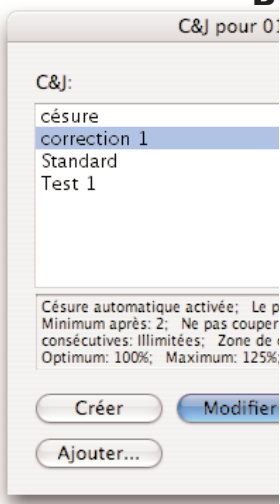 C&J pour 01
C&J:
césure
correction 1
Standard
Test 1
Césure automatique activée; Le p
Minimum après: 2; Ne pas couper
consécutives: Illimitées; Zone de
Optimum: 100%; Maximum: 125%;
Créer
Modifier
Ajouter...